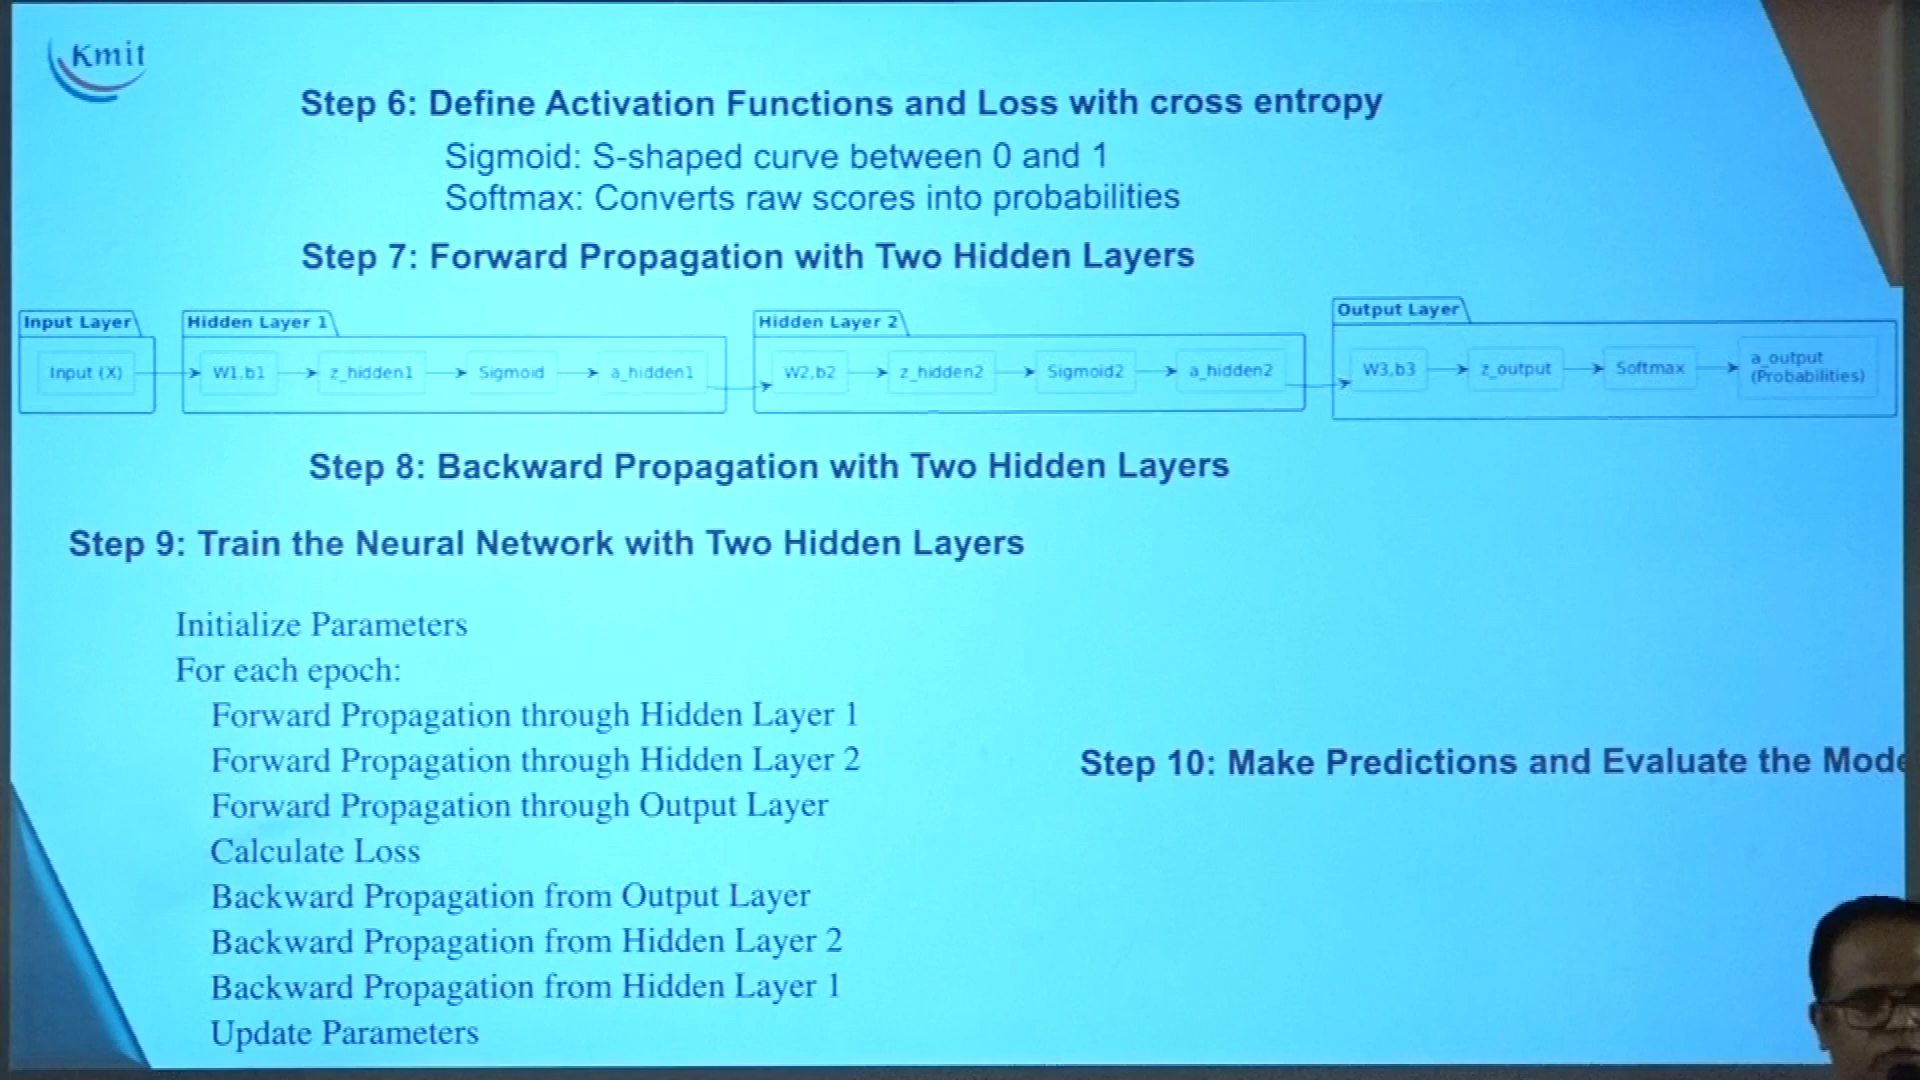 Kmit
Step 6: Define Activation Functions and Loss with cross entropy
Sigmoid: S-shaped curve between 0 and 1
Softmax: Converts raw scores into probabilities
Step 7: Forward Propagation with Two Hidden Layers
Input Layer
Input (X)
Hidden Layer 1
W1,b1
z_hidden1
Sigmoid
a_hidden1
Hidden Layer 2
W2,b2
z_hidden2
Sigmoid2
a_hidden2
Output Layer
W3,b3
z_output
Softmax
a_output
(Probabilities)
Step 8: Backward Propagation with Two Hidden Layers
Step 9: Train the Neural Network with Two Hidden Layers
Initialize Parameters
For each epoch:
Forward Propagation through Hidden Layer 1
Forward Propagation through Hidden Layer 2
Forward Propagation through Output Layer
Calculate Loss
Backward Propagation from Output Layer
Backward Propagation from Hidden Layer 2
Backward Propagation from Hidden Layer 1
Update Parameters
Step 10: Make Predictions and Evaluate the Mode